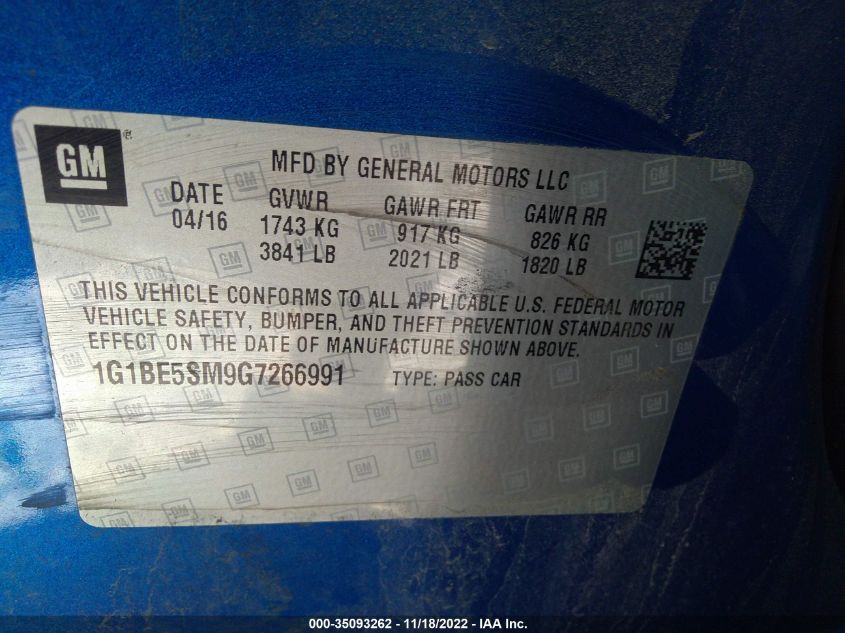 GM
MFD BY GENERAL MOTORS LLC
DATE GVWR GAWR FRT GAWR RR
04/16 1743 KG 917 KG 826 KG
3841 LB 2021 LB 1820 LB
THIS VEHICLE CONFORMS TO ALL APPLICABLE U.S. FEDERAL MOTOR
VEHICLE SAFETY, BUMPER, AND THEFT PREVENTION STANDARDS IN
EFFECT ON THE DATE OF MANUFACTURE SHOWN ABOVE.
1G1BE5SM9G7266991 TYPE: PASS CAR
000-35093262 - 11/18/2022 - IAA Inc.